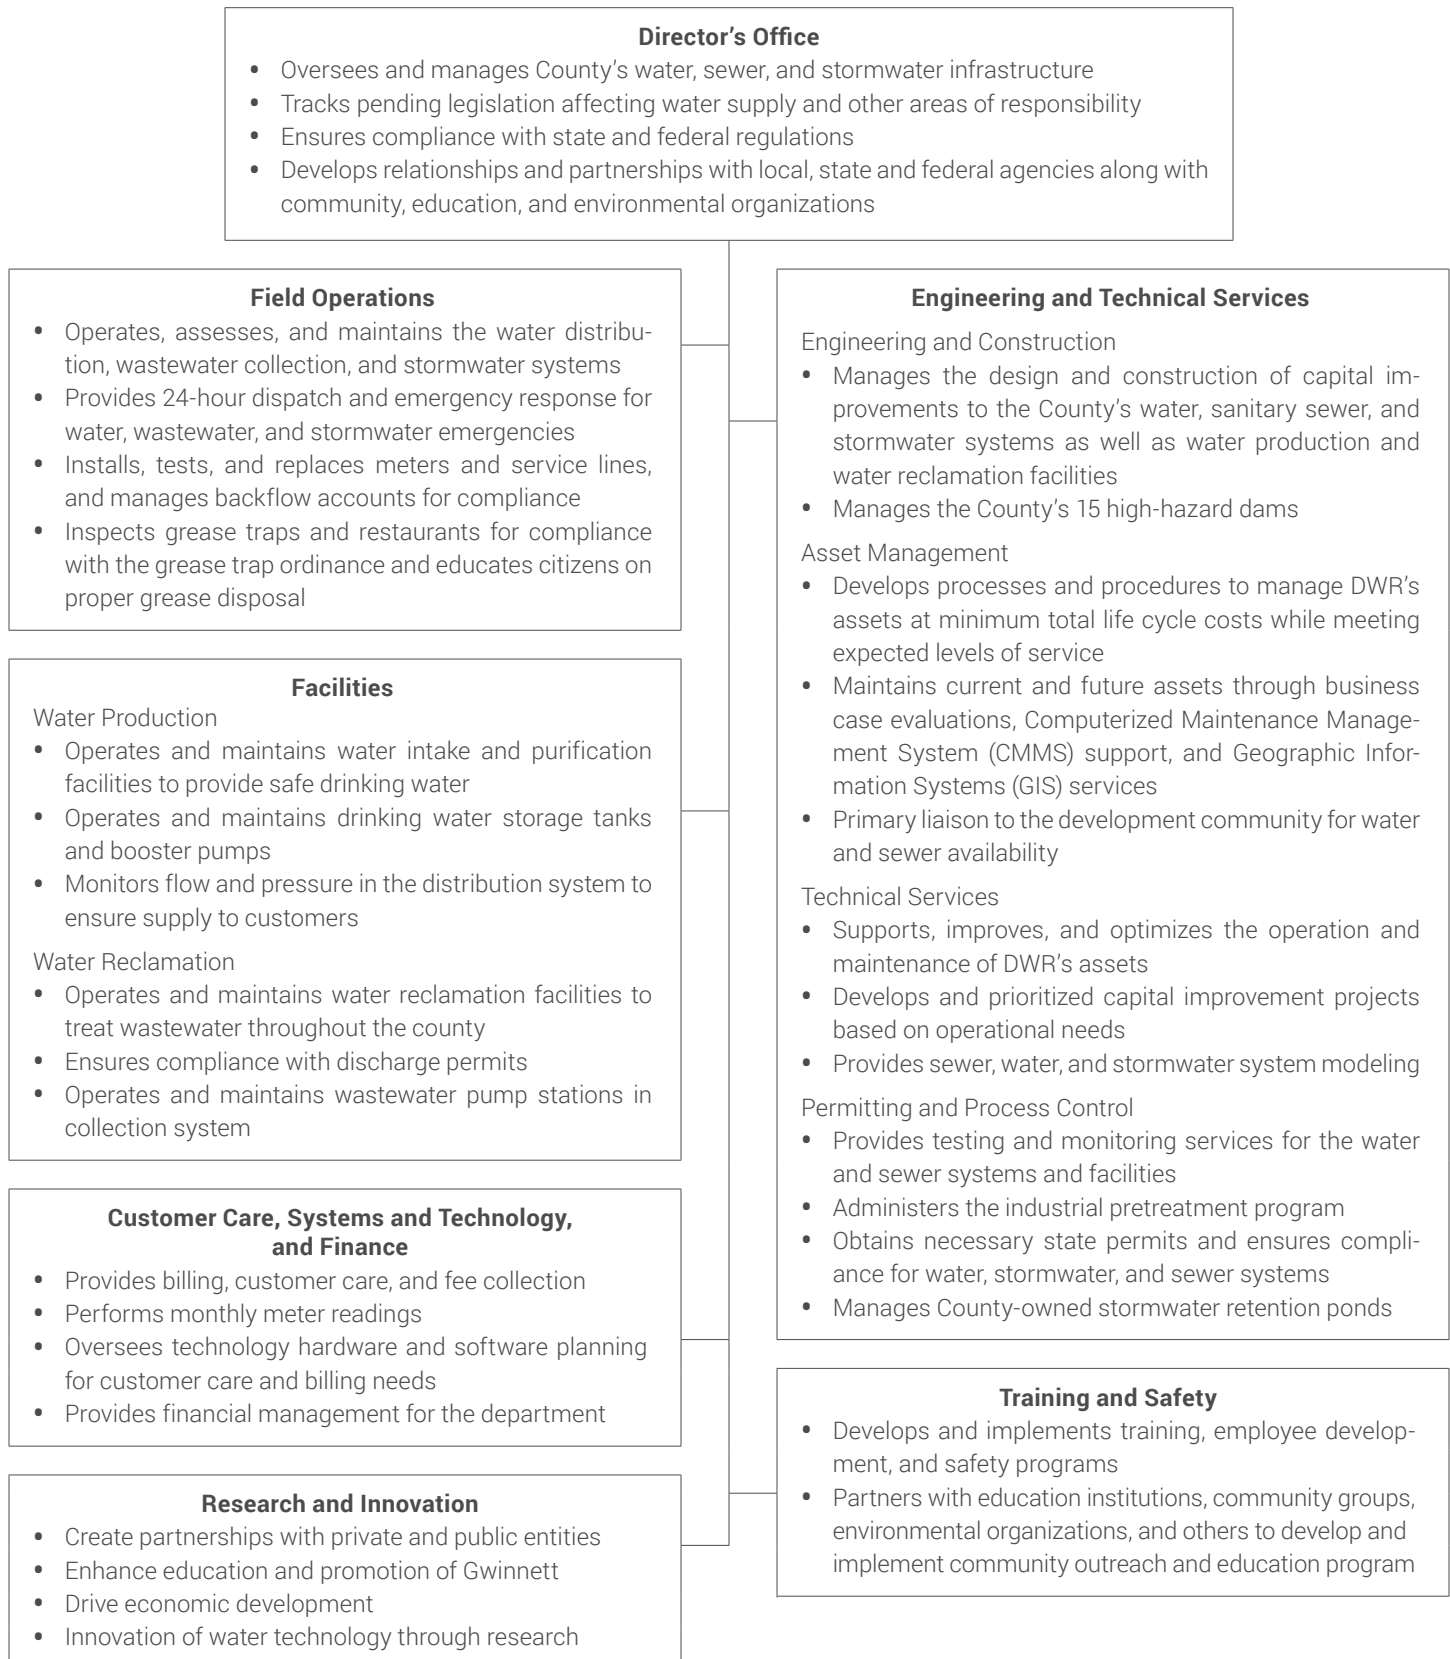 Director's Office
• Oversees and manages County's water, sewer, and stormwater infrastructure
• Tracks pending legislation affecting water supply and other areas of responsibility
• Ensures compliance with state and federal regulations
• Develops relationships and partnerships with local, state and federal agencies along with
community, education, and environmental organizations
Field Operations
• Operates, assesses, and maintains the water distribu-
tion, wastewater collection, and stormwater systems
• Provides 24-hour dispatch and emergency response for
water, wastewater, and stormwater emergencies
• Installs, tests, and replaces meters and service lines,
and manages backflow accounts for compliance
• Inspects grease traps and restaurants for compliance
with the grease trap ordinance and educates citizens on
proper grease disposal
Facilities
Water Production
• Operates and maintains water intake and purification
facilities to provide safe drinking water
• Operates and maintains drinking water storage tanks
and booster pumps
• Monitors flow and pressure in the distribution system to
ensure supply to customers
Water Reclamation
• Operates and maintains water reclamation facilities to
treat wastewater throughout the county
• Ensures compliance with discharge permits
• Operates and maintains wastewater pump stations in
collection system
Customer Care, Systems and Technology,
and Finance
• Provides billing, customer care, and fee collection
• Performs monthly meter readings
• Oversees technology hardware and software planning
for customer care and billing needs
• Provides financial management for the department
Research and Innovation
• Create partnerships with private and public entities
• Enhance education and promotion of Gwinnett
• Drive economic development
• Innovation of water technology through research
Engineering and Technical Services
Engineering and Construction
• Manages the design and construction of capital im-
provements to the County's water, sanitary sewer, and
stormwater systems as well as water production and
water reclamation facilities
• Manages the County's 15 high-hazard dams
Asset Management
• Develops processes and procedures to manage DWR's
assets at minimum total life cycle costs while meeting
expected levels of service
• Maintains current and future assets through business
case evaluations, Computerized Maintenance Manage-
ment System (CMMS) support, and Geographic Infor-
mation Systems (GIS) services
• Primary liaison to the development community for water
and sewer availability
Technical Services
• Supports, improves, and optimizes the operation and
maintenance of DWR's assets
• Develops and prioritized capital improvement projects
based on operational needs
• Provides sewer, water, and stormwater system modeling
Permitting and Process Control
• Provides testing and monitoring services for the water
and sewer systems and facilities
• Administers the industrial pretreatment program
• Obtains necessary state permits and ensures compli-
ance for water, stormwater, and sewer systems
• Manages County-owned stormwater retention ponds
Training and Safety
• Develops and implements training, employee develop-
ment, and safety programs
• Partners with education institutions, community groups,
environmental organizations, and others to develop and
implement community outreach and education program